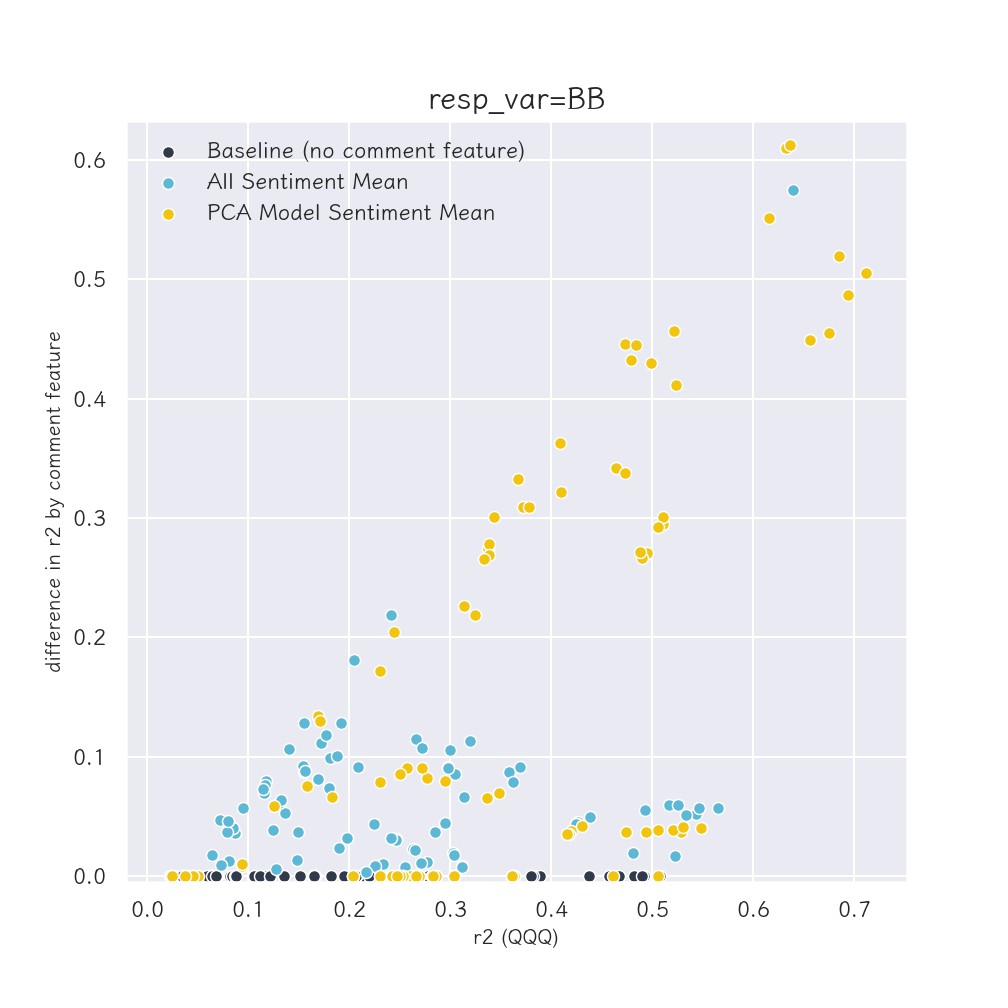 resp_var=BB
Baseline (no comment feature)
All Sentiment Mean
PCA Model Sentiment Mean
difference in r2 by comment feature
0.6
0.5
0.4
0.3
0.2
0.1
0.0
0.0 0.1 0.2 0.3 0.4 0.5 0.6 0.7
r2 (QQQ)